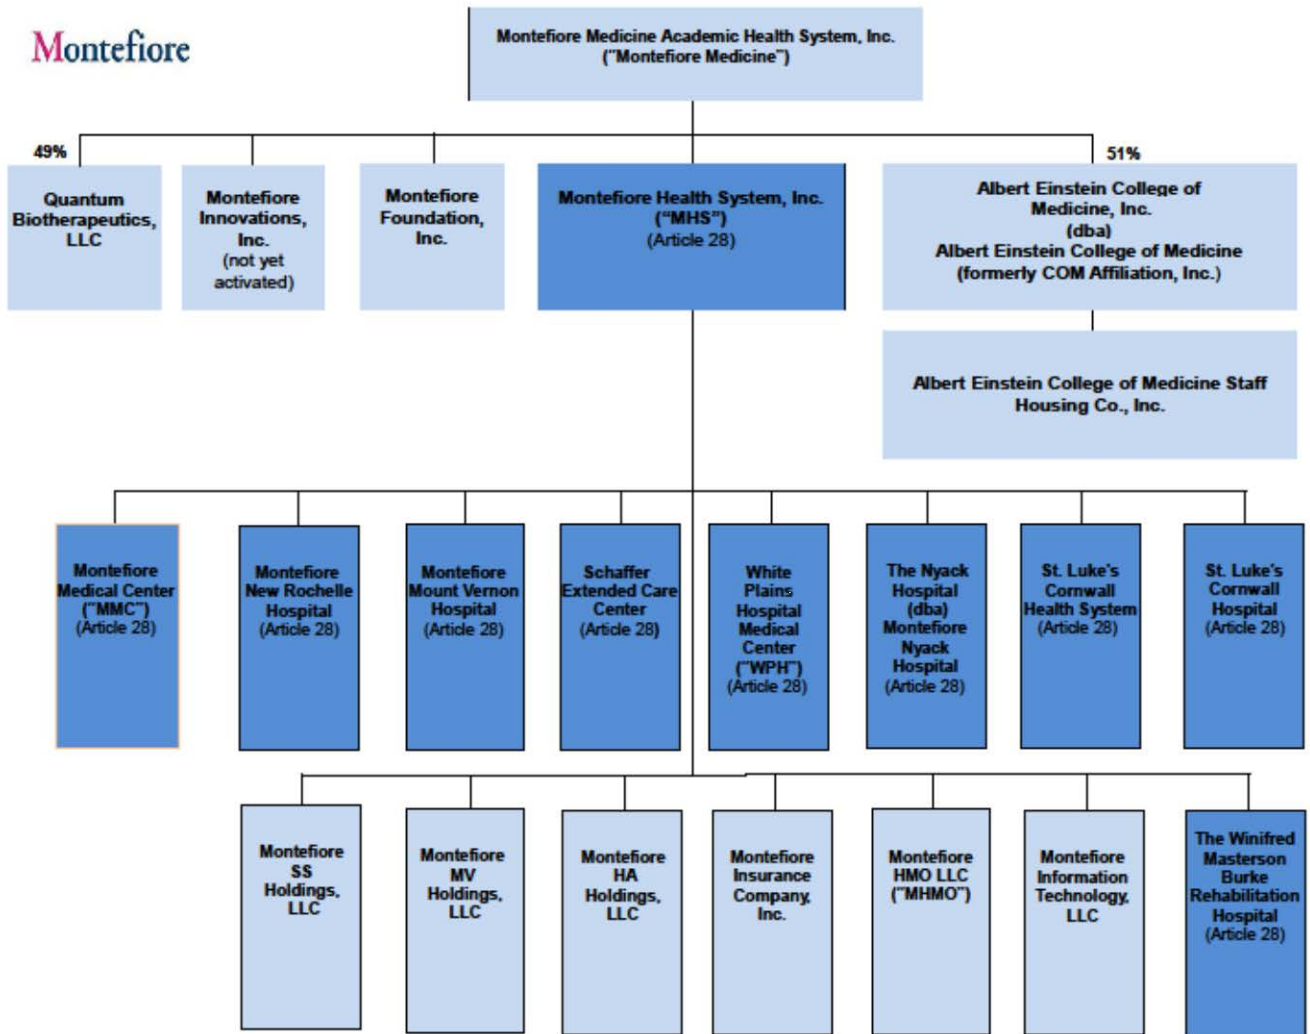 Montefiore
Montefiore Medicine Academic Health System, Inc.
("Montefiore Medicine")
49%
51%
Quantum
Biotherapeutics,
LLC
Montefiore
Innovations,
Inc.
(not yet
activated)
Montefiore
Foundation,
Inc.
Montefiore Health System, Inc.
("MHS")
(Article 28)
Albert Einstein College of
Medicine, Inc.
(dba)
Albert Einstein College of Medicine
(formerly COM Affiliation, Inc.)
Albert Einstein College of Medicine Staff
Housing Co., Inc.
Montefiore
Medical Center
("MMC")
(Article 28)
Montefiore
New Rochelle
Hospital
(Article 28)
Montefiore
Mount Vernon
Hospital
(Article 28)
Schaffer
Extended Care
Center
(Article 28)
White
Plains
Hospital
Medical
Center
("WPH")
(Article 28)
The Nyack
Hospital
(dba)
Montefiore
Nyack
Hospital
(Article 28)
St. Luke's
Cornwall
Health System
(Article 28)
St. Luke's
Cornwall
Hospital
(Article 28)
Montefiore
SS
Holdings,
LLC
Montefiore
MV
Holdings,
LLC
Montefiore
HA
Holdings,
LLC
Montefiore
Insurance
Company,
Inc.
Montefiore
HMO LLC
("MHMO")
Montefiore
Information
Technology,
LLC
The Winifred
Masterson
Burke
Rehabilitation
Hospital
(Article 28)